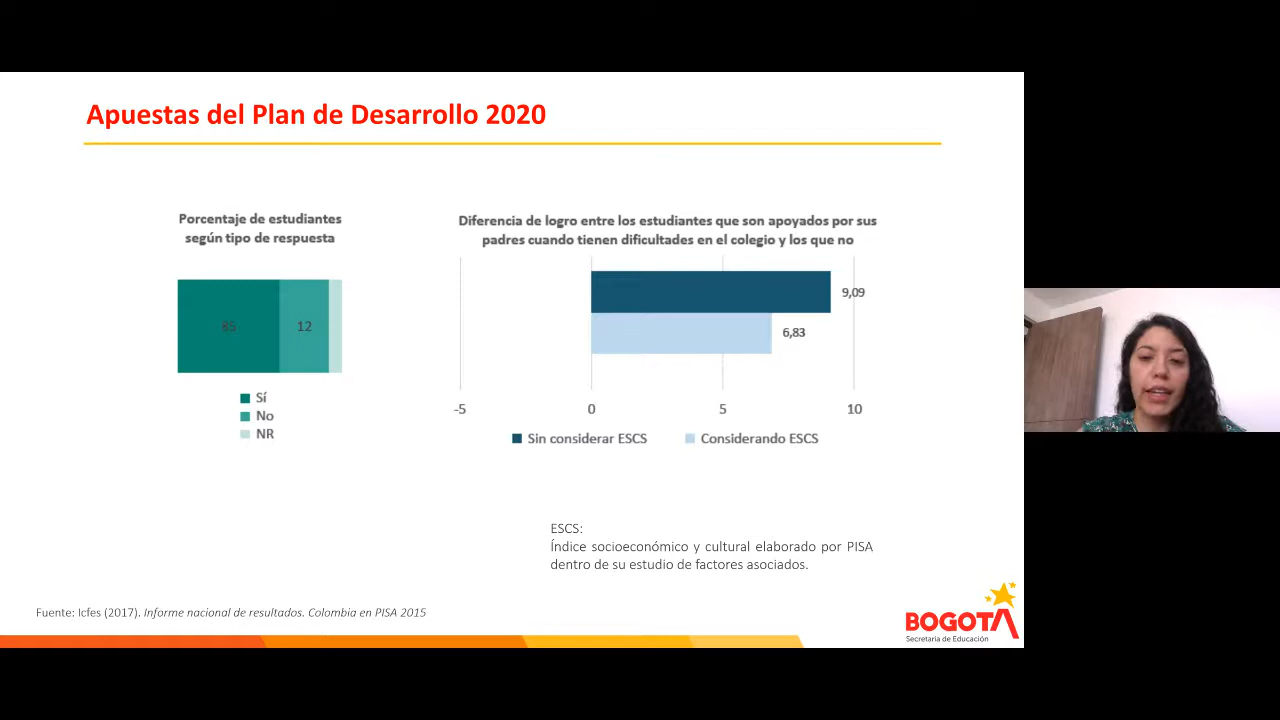 Apuestas del Plan de Desarrollo 2020
Porcentaje de estudiantes
según tipo de respuesta
85
12
Sí
No
NR
Diferencia de logro entre los estudiantes que son apoyados por sus
padres cuando tienen dificultades en el colegio y los que no
9,09
6,83
-5 0 5 10
Sin considerar ESCS Considerando ESCS
ESCS:
Índice socioeconómico y cultural elaborado por PISA
dentro de su estudio de factores asociados.
Fuente: Icfes (2017). Informe nacional de resultados. Colombia en PISA 2015
BOGOTÁ
Secretaría de Educación